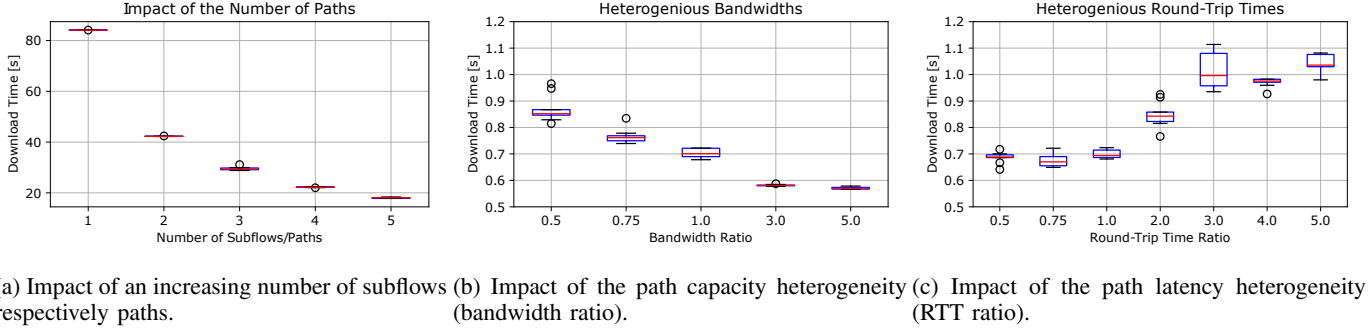 Impact of the Number of Paths
Download Time [s]
80
60
40
20
1 2 3 4 5
Number of Subflows/Paths
Heterogenious Bandwidths
Download Time [s]
1.2
1.1
1.0
0.9
0.8
0.7
0.6
0.5
0.5 0.75 1.0 3.0 5.0
Bandwidth Ratio
Heterogenious Round-Trip Times
Download Time [s]
1.2
1.1
1.0
0.9
0.8
0.7
0.6
0.5
0.5 0.75 1.0 2.0 3.0 4.0 5.0
Round-Trip Time Ratio
(a) Impact of an increasing number of subflows
respectively paths.
(b) Impact of the path capacity heterogeneity
(bandwidth ratio).
(c) Impact of the path latency heterogeneity
(RTT ratio).